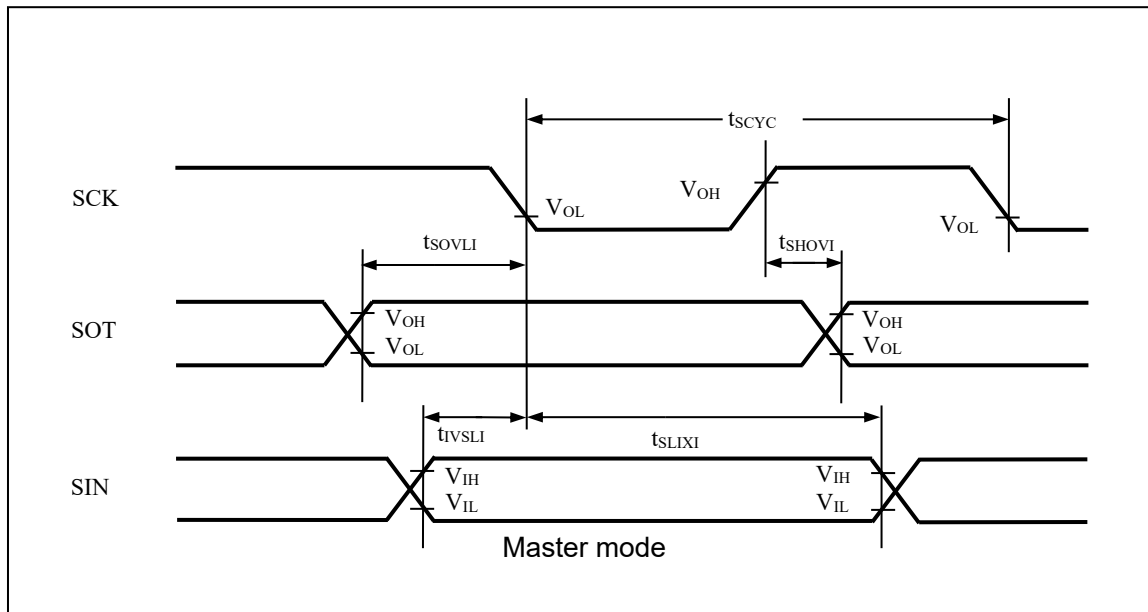 tSCYC
SCK
VOL
VOH
VOL
tSOVLI
tSHOVI
SOT
VOH
VOL
VOH
VOL
tIVSLI
tSLIXI
SIN
VIH
VIL
VIH
VIL
Master mode